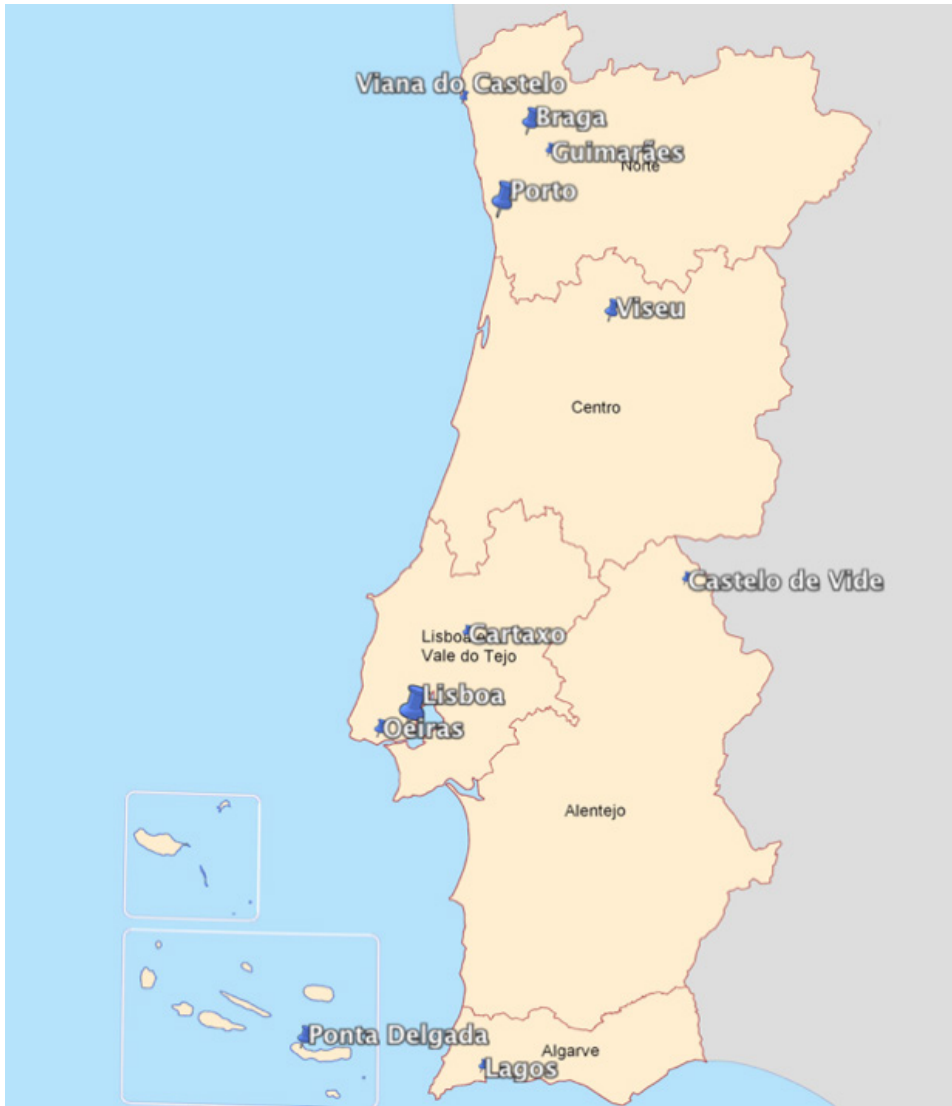 Viana do Castelo
Braga
Guimarães
Norte
Porto
Viseu
Centro
Castelo de Vide
Cartaxo
Lisboa e
Vale do Tejo
Lisboa
Oeiras
Alentejo
Ponta Delgada
Algarve
Lagos